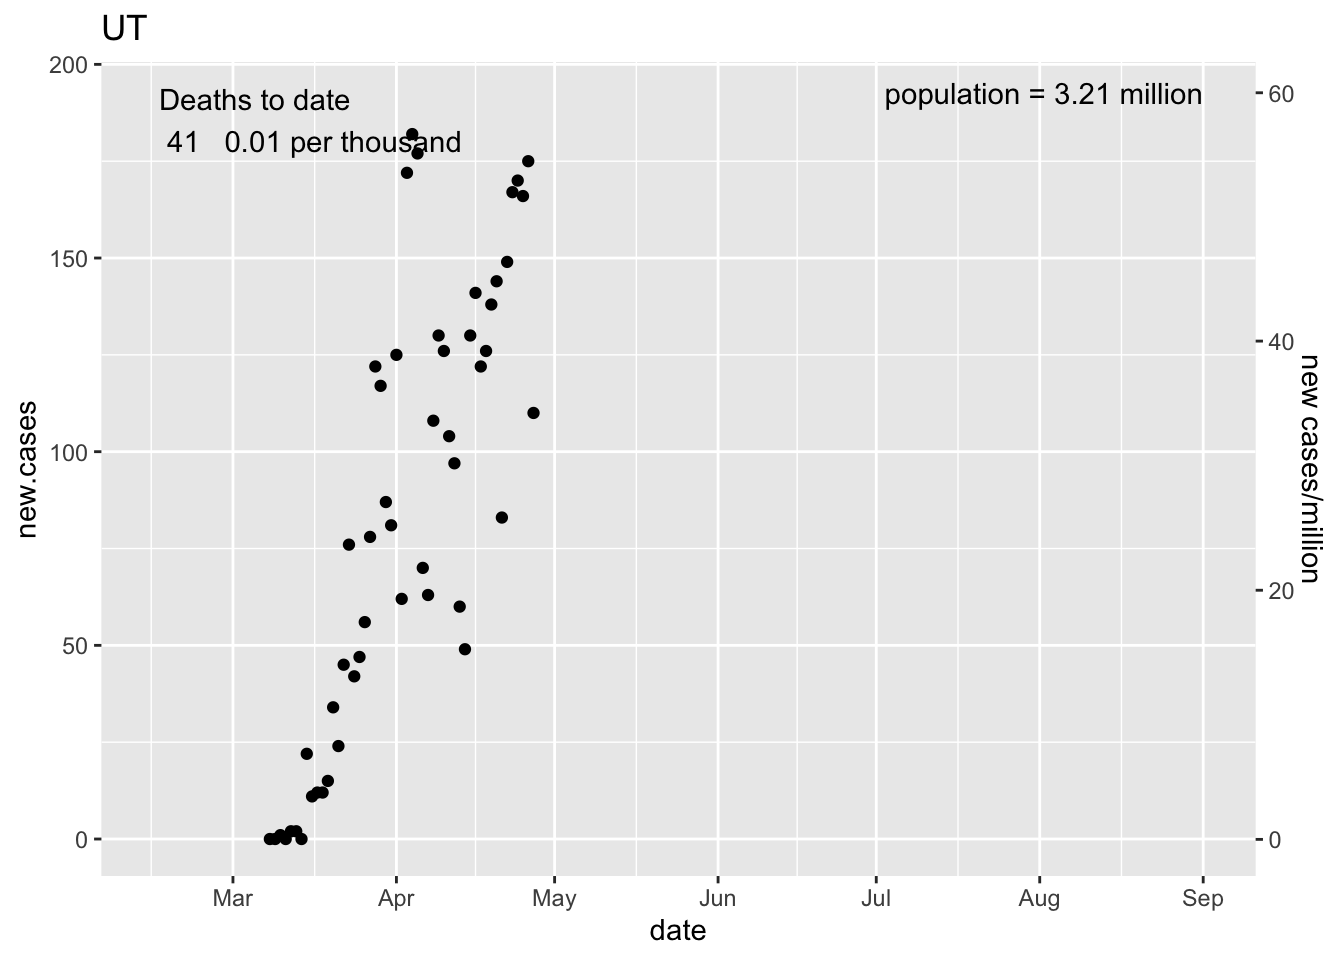 UT
200
150
100
50
0
new.cases
Deaths to date
41 0.01 per thousand
population = 3.21 million
60
40
20
0
new cases/million
Mar Apr May Jun Jul Aug Sep
date